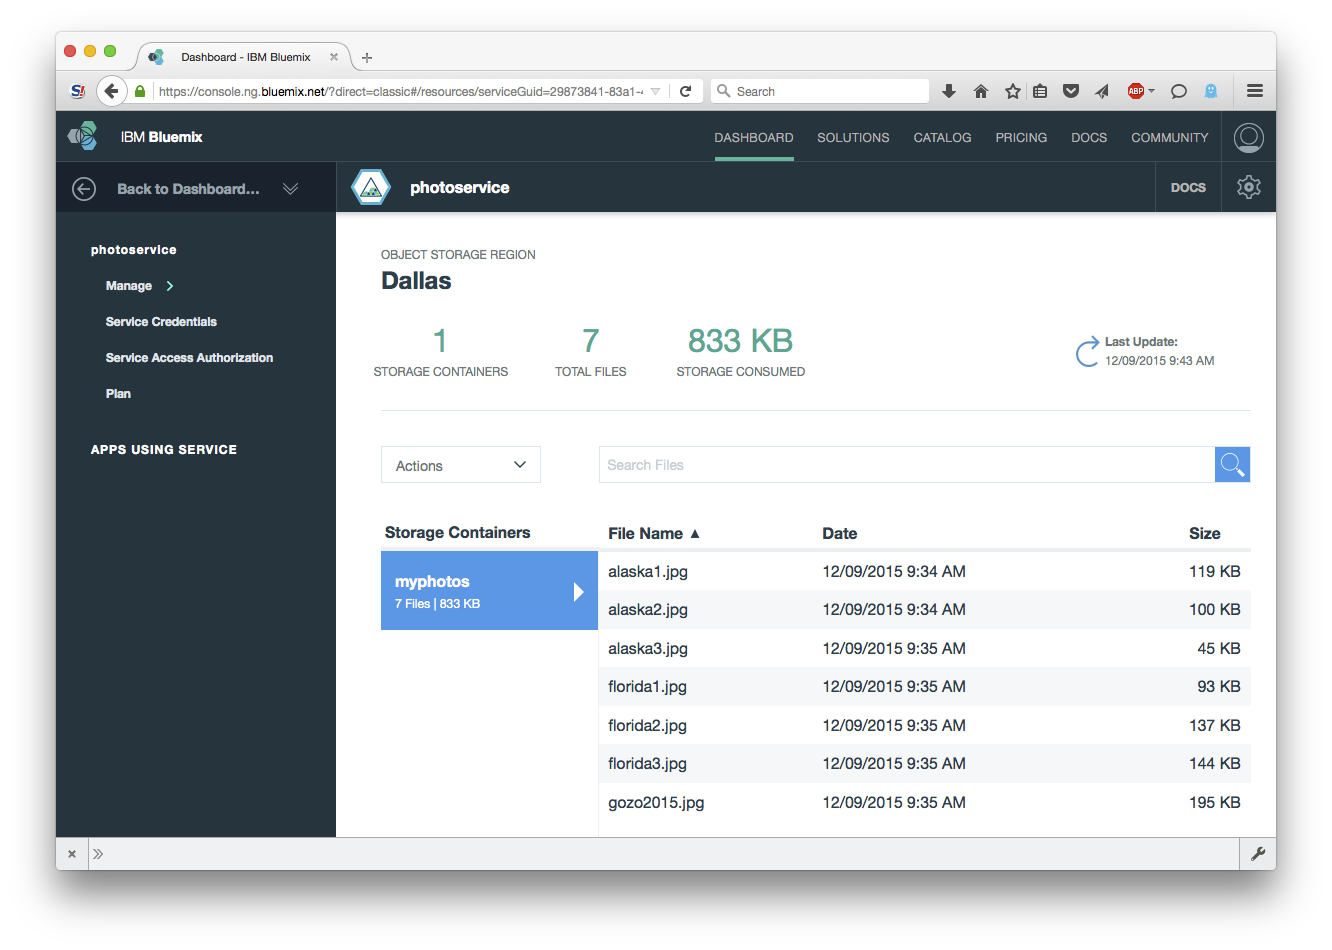 Dashboard - IBM Bluemix
https://console.ng.bluemix.net/?direct=classic#/resources/serviceGuid=29873841-83a1-
Search
ABP
IBM Bluemix
DASHBOARD SOLUTIONS CATALOG PRICING DOCS COMMUNITY
Back to Dashboard...
photoservice
DOCS
photoservice
Manage
Service Credentials
Service Access Authorization
Plan
APPS USING SERVICE
OBJECT STORAGE REGION
Dallas
1 7 833 KB
STORAGE CONTAINERS TOTAL FILES STORAGE CONSUMED
Last Update:
12/09/2015 9:43 AM
Actions
Search Files
Storage Containers
myphotos
7 Files | 833 KB
File Name ▲ Date Size
alaska1.jpg 12/09/2015 9:34 AM 119 KB
alaska2.jpg 12/09/2015 9:34 AM 100 KB
alaska3.jpg 12/09/2015 9:35 AM 45 KB
florida1.jpg 12/09/2015 9:35 AM 93 KB
florida2.jpg 12/09/2015 9:35 AM 137 KB
florida3.jpg 12/09/2015 9:35 AM 144 KB
gozo2015.jpg 12/09/2015 9:35 AM 195 KB